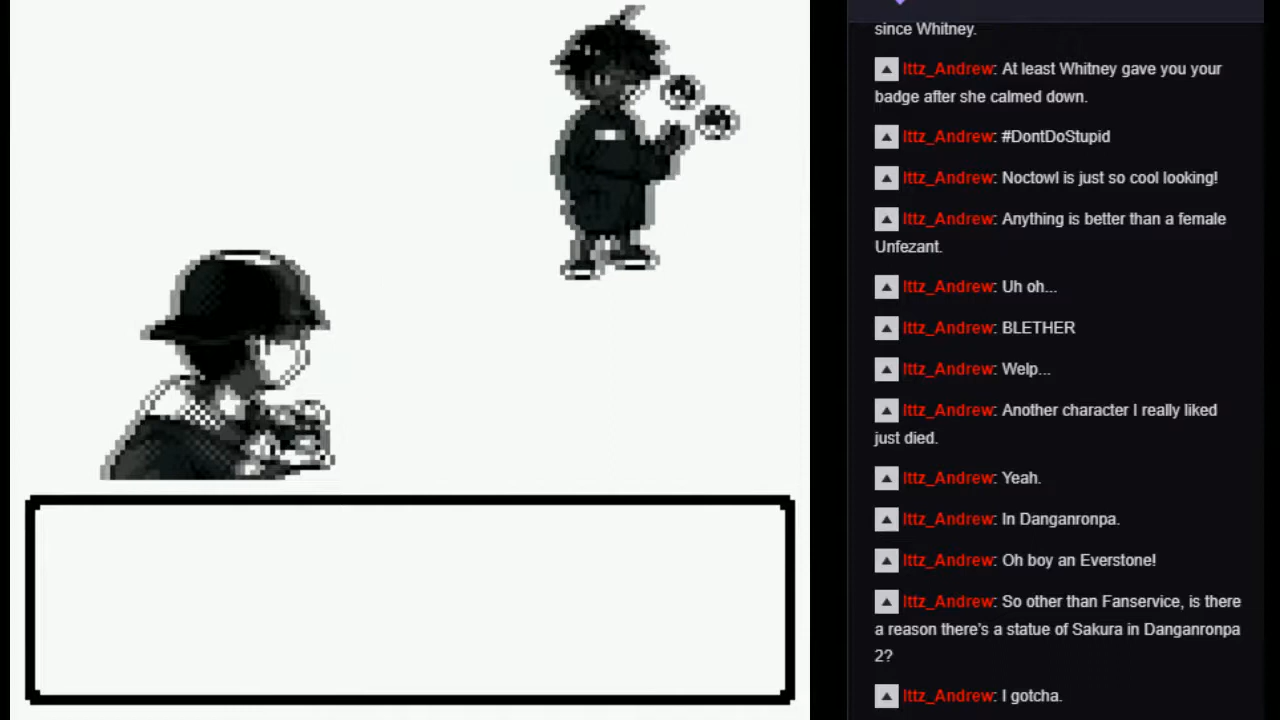 since Whitney.
Ittz_Andrew: At least Whitney gave you your
badge after she calmed down.
Ittz_Andrew: #DontDoStupid
Ittz_Andrew: Noctowl is just so cool looking!
Ittz_Andrew: Anything is better than a female
Unfezant.
Ittz_Andrew: Uh oh...
Ittz_Andrew: BLETHER
Ittz_Andrew: Welp...
Ittz_Andrew: Another character I really liked
just died.
Ittz_Andrew: Yeah.
Ittz_Andrew: In Danganronpa.
Ittz_Andrew: Oh boy an Everstone!
Ittz_Andrew: So other than Fanservice, is there
a reason there's a statue of Sakura in Danganronpa
2?
Ittz_Andrew: I gotcha.